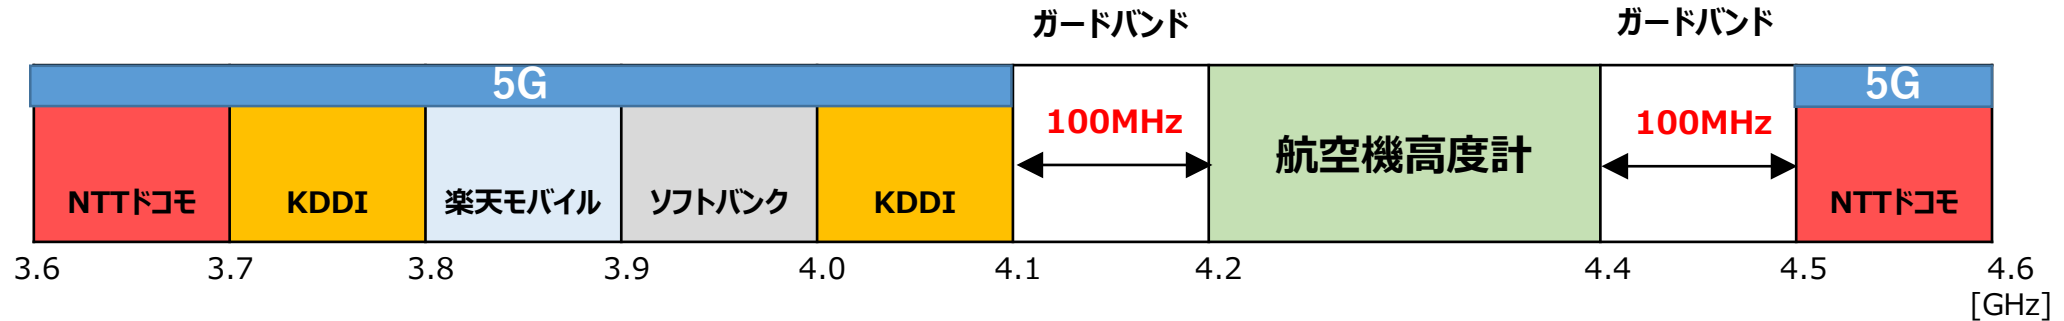 ガードバンド
ガードバンド
5G
5G
100MHz
100MHz
航空機高度計
NTTドコモ
KDDI
楽天モバイル
ソフトバンク
KDDI
NTTドコモ
3.6
3.7
3.8
3.9
4.0
4.1
4.2
4.4
4.5
4.6
[GHz]